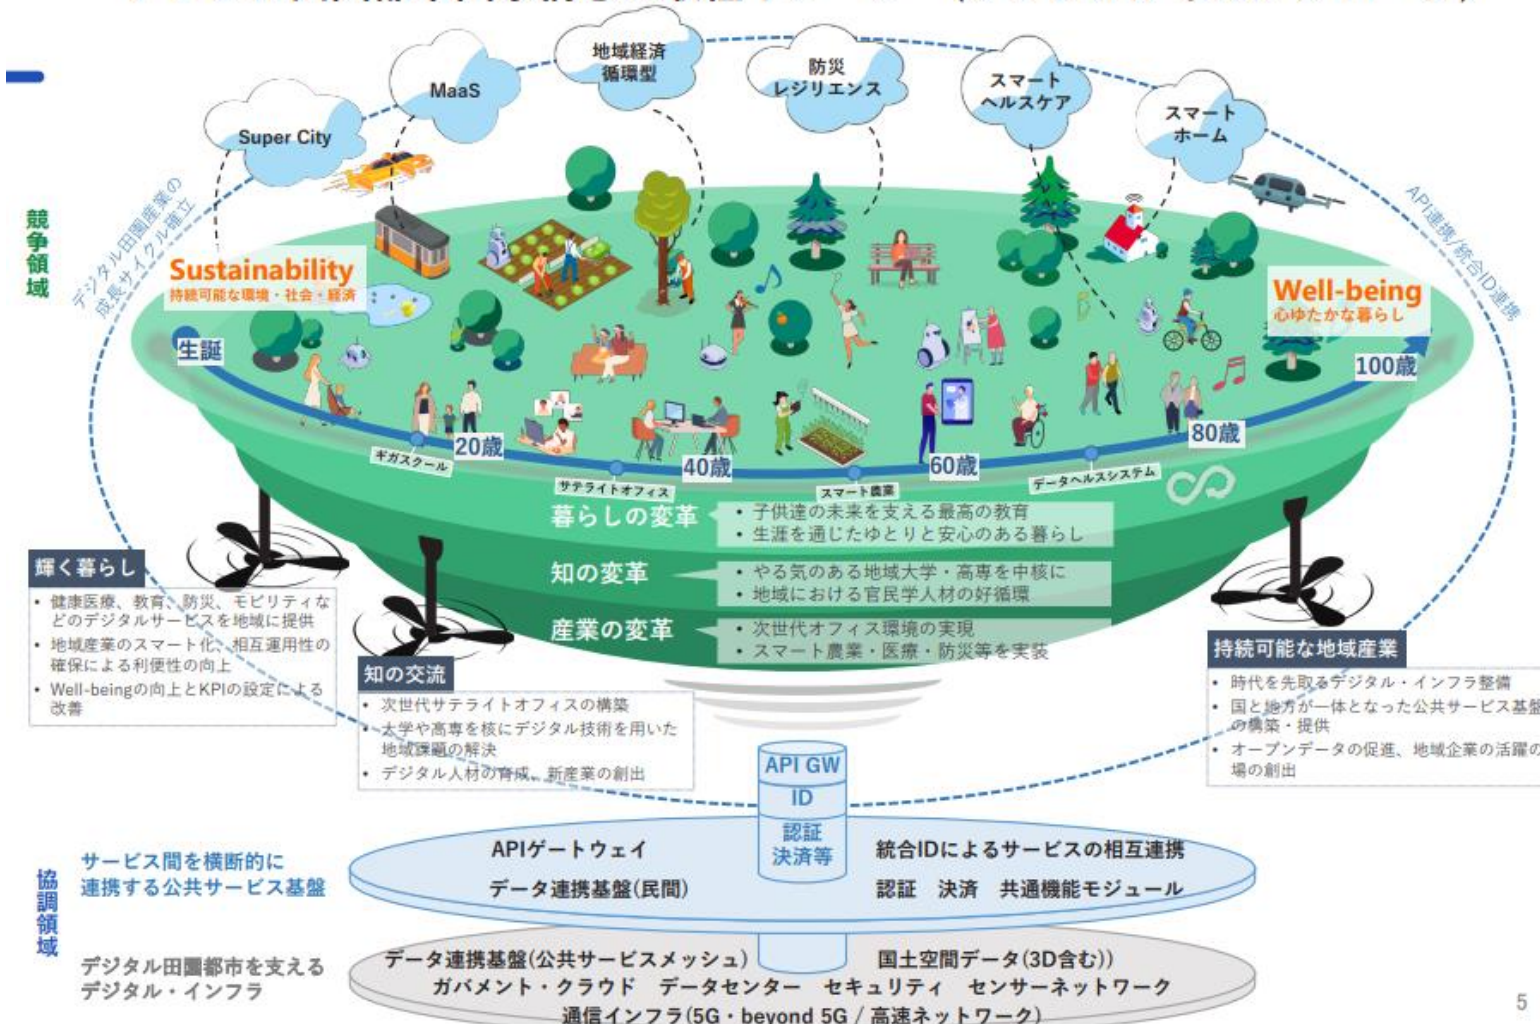 Super City
MaaS
地域経済
循環型
防災
レジリエンス
スマート
ヘルスケア
スマート
ホーム
競争領域
デジタル田園産業の
成長サイクル確立
API連携/統合ID連携
Sustainability
持続可能な環境・社会・経済
Well-being
心ゆたかな暮らし
生誕
20歳
40歳
60歳
80歳
100歳
ギガスクール
サテライトオフィス
スマート農業
データヘルスシステム
暮らしの変革
・子供達の未来を支える最高の教育
・生涯を通じたゆとりと安心のある暮らし
知の変革
・やる気のある地域大学・高専を中核に
・地域における官民学人材の好循環
産業の変革
・次世代オフィス環境の実現
・スマート農業・医療・防災等を実装
輝く暮らし
・健康医療、教育、防災、モビリティな
どのデジタルサービスを地域に提供
・地域産業のスマート化、相互運用性の
確保による利便性の向上
・Well-beingの向上とKPIの設定による
改善
知の交流
・次世代サテライトオフィスの構築
・大学や高専を核にデジタル技術を用いた
地域課題の解決
・デジタル人材の育成、新産業の創出
持続可能な地域産業
・時代を先取るデジタル・インフラ整備
・国と地方が一体となった公共サービス基盤
の構築・提供
・オープンデータの促進、地域企業の活躍の
場の創出
API GW
ID
認証
決済等
協調領域
サービス間を横断的に
連携する公共サービス基盤
APIゲートウェイ
統合IDによるサービスの相互連携
データ連携基盤(民間)
認証 決済 共通機能モジュール
デジタル田園都市を支える
デジタル・インフラ
データ連携基盤(公共サービスメッシュ)
国土空間データ(3D含む))
ガバメント・クラウド データセンター セキュリティ センサーネットワーク
通信インフラ(5G・beyond 5G / 高速ネットワーク)
5